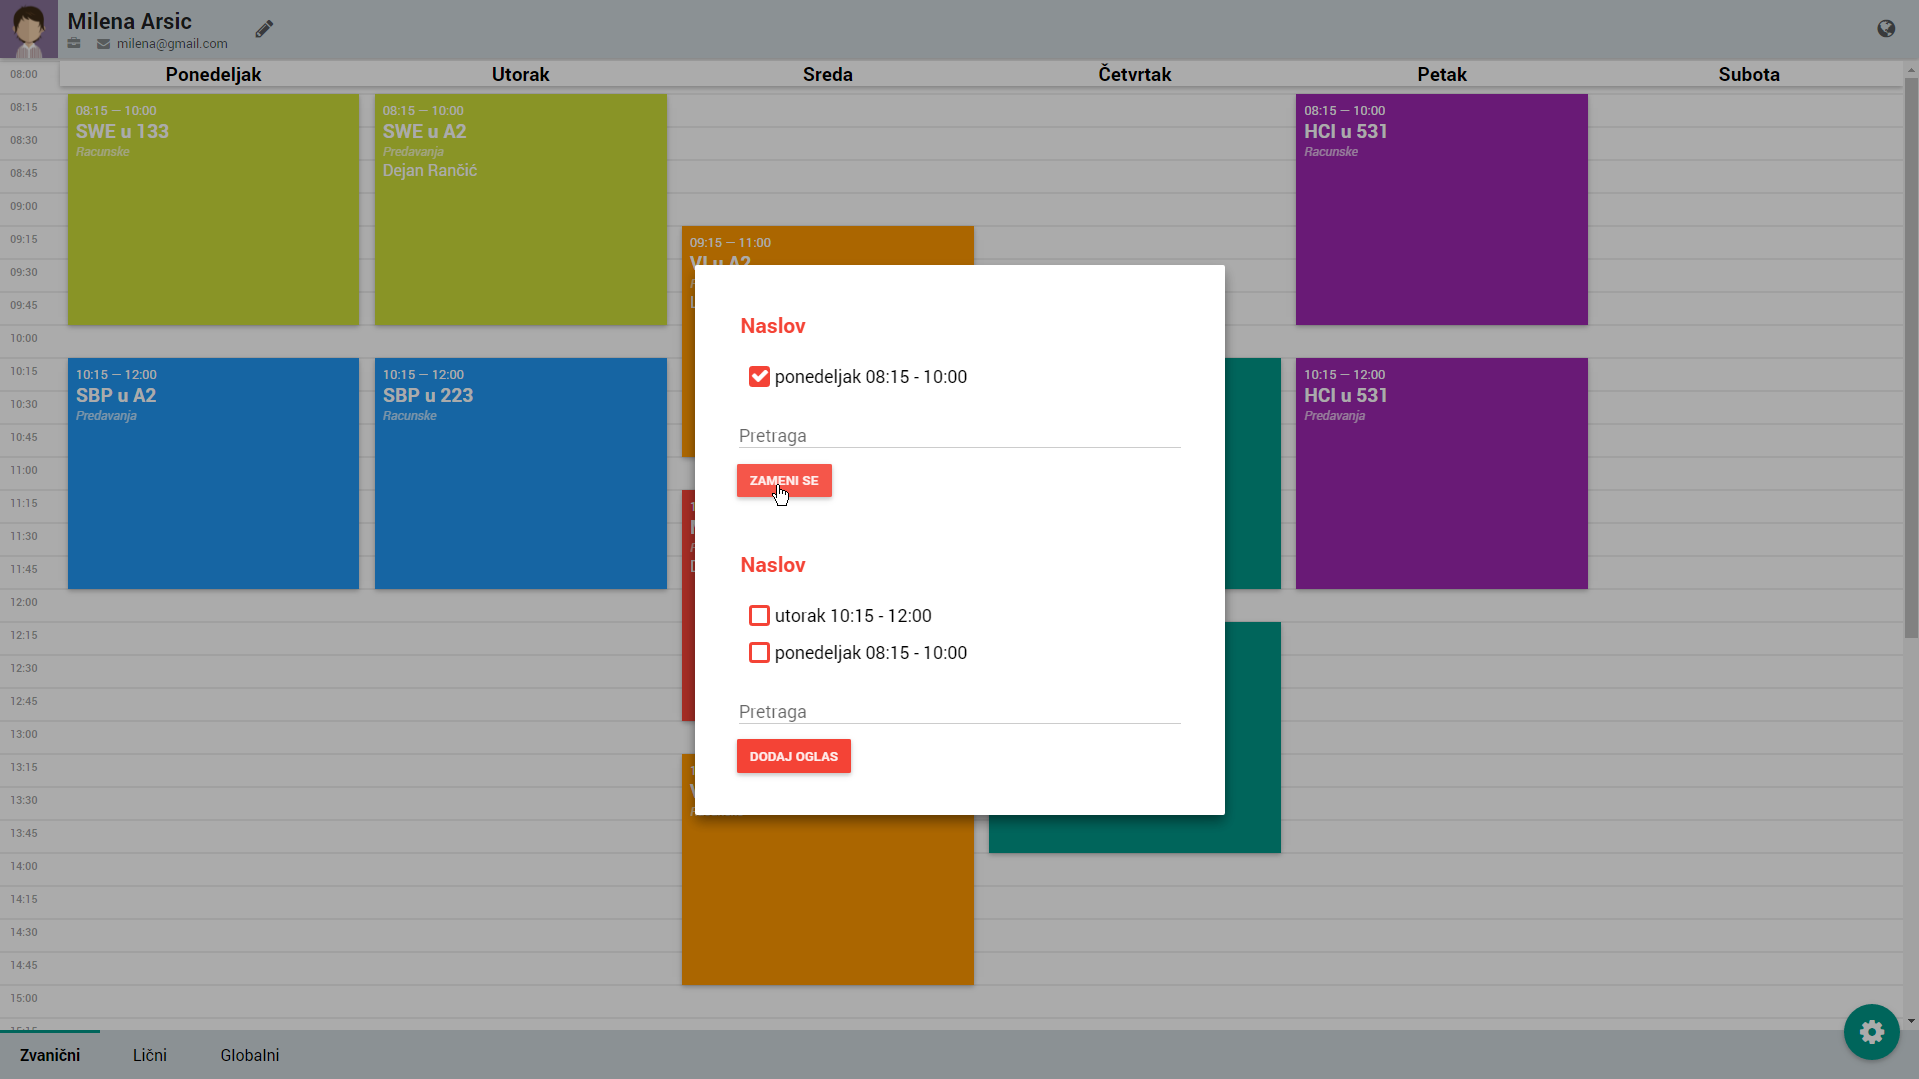 Milena Arsic
milena@gmail.com
08:00
Ponedeljak
Utorak
Sreda
Četvrtak
Petak
Subota
08:15
08:30
08:45
09:00
09:15
09:30
09:45
10:00
10:15
10:30
10:45
11:00
11:15
11:30
11:45
12:00
12:15
12:30
12:45
13:00
13:15
13:30
13:45
14:00
14:15
14:30
14:45
15:00
08:15 — 10:00
SWE u 133
Racunske
10:15 — 12:00
SBP u A2
Predavanja
08:15 — 10:00
SWE u A2
Predavanja
Dejan Rančić
10:15 — 12:00
SBP u 223
Racunske
09:15 — 11:00
VI u A2
08:15 — 10:00
HCI u 531
Racunske
10:15 — 12:00
HCI u 531
Predavanja
Naslov
ponedeljak 08:15 - 10:00
Pretraga
ZAMENI SE
Naslov
utorak 10:15 - 12:00
ponedeljak 08:15 - 10:00
Pretraga
DODAJ OGLAS
Zvanični
Lični
Globalni